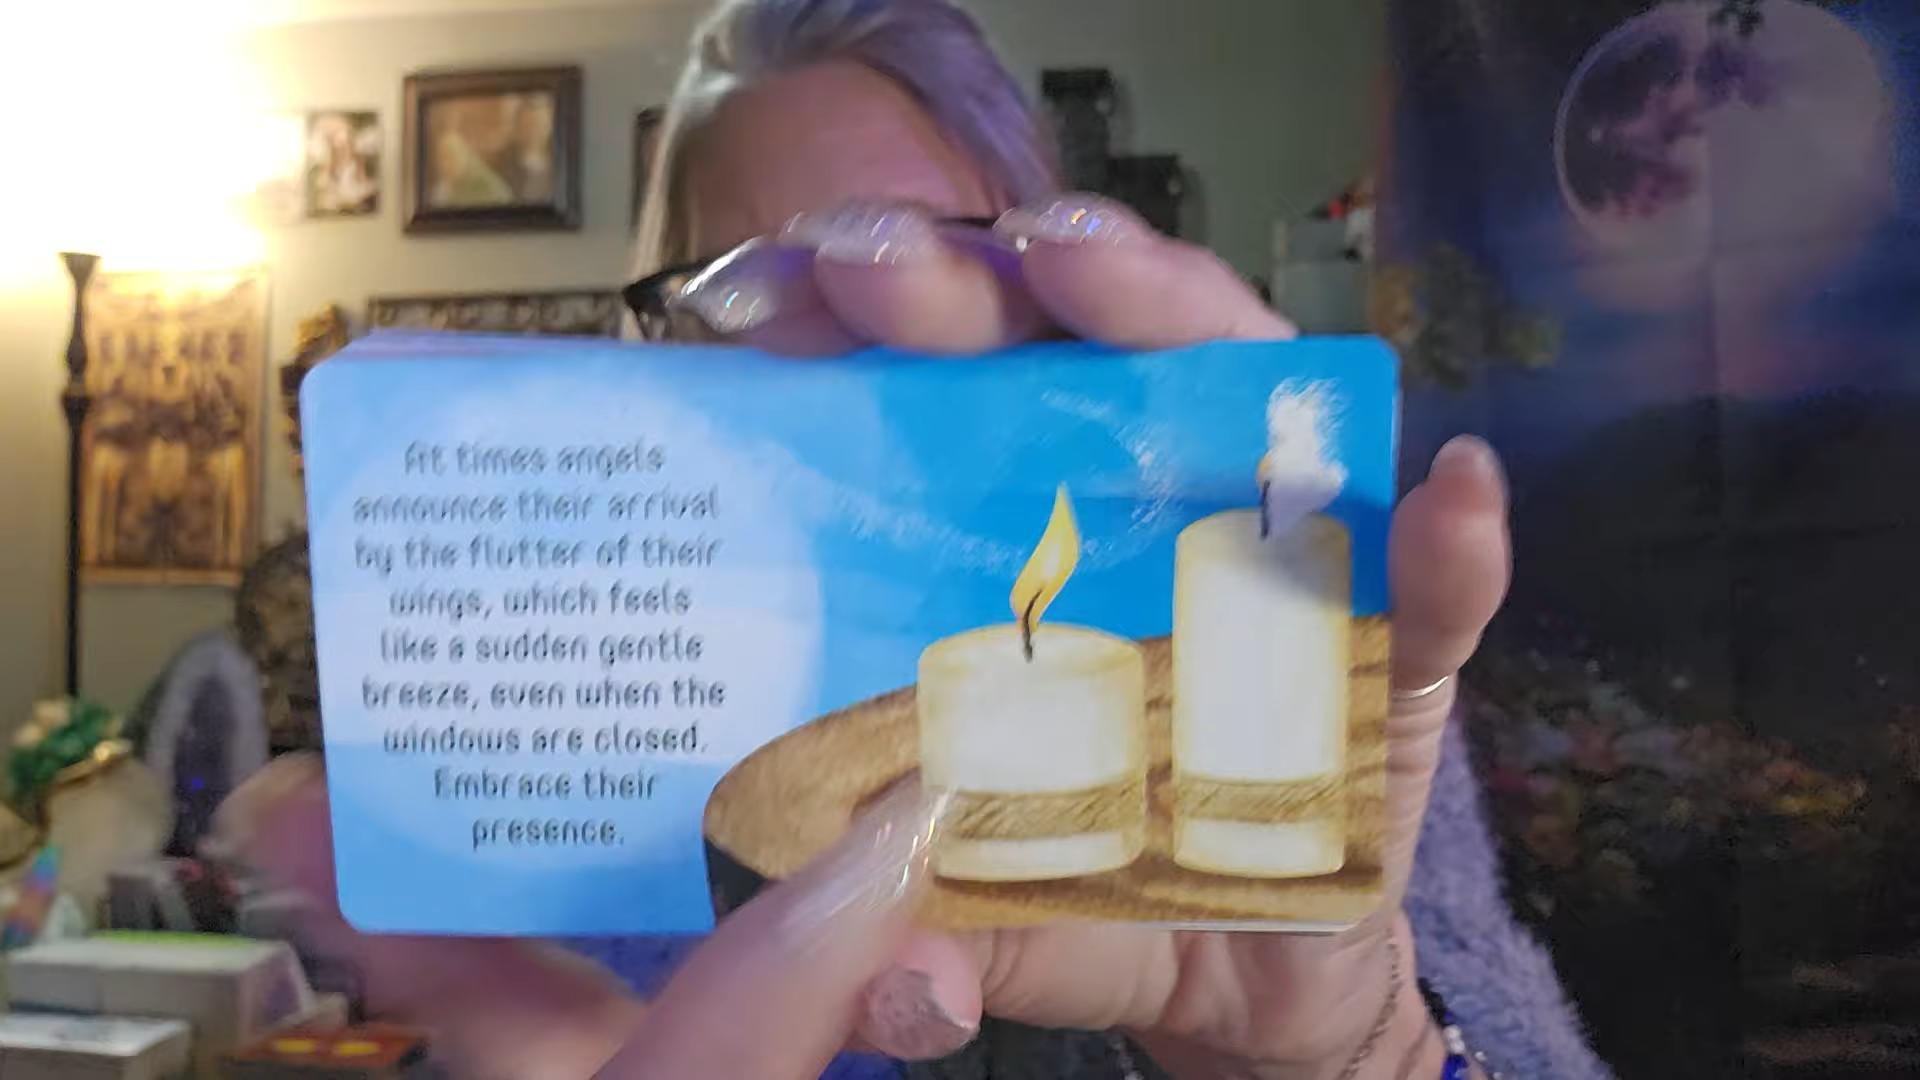 At times angels
announce their arrival
by the flutter of their
wings, which feels
like a sudden gentle
breeze, even when the
windows are closed.
Embrace their
presence.